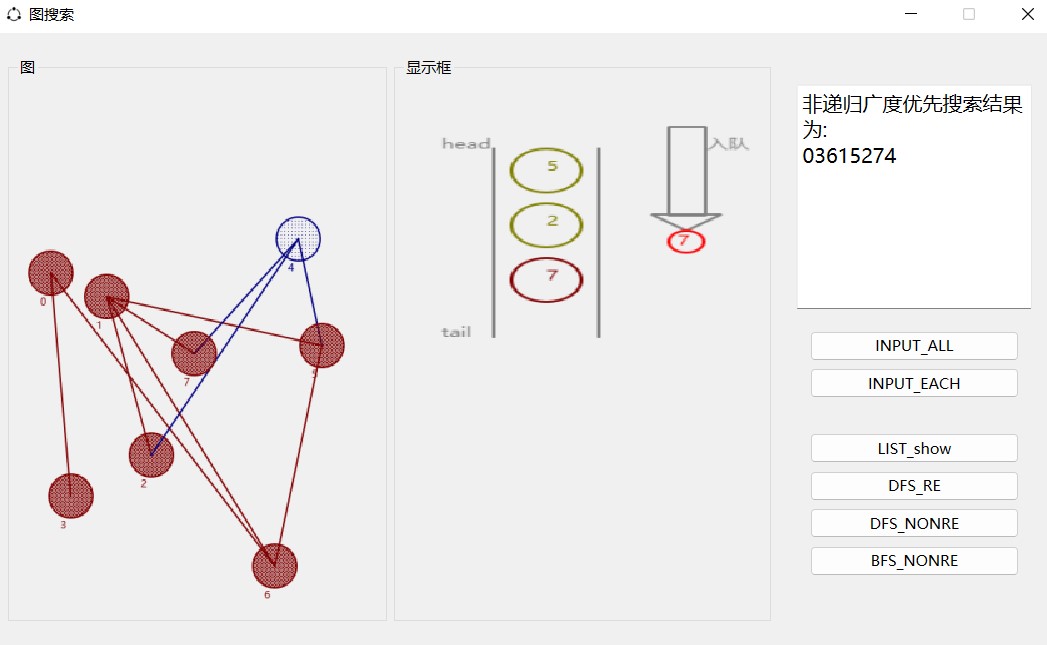 图搜索
图
0
1
4
7
5
2
3
6
显示框
head
入队
5
2
7
7
tail
非递归广度优先搜索结果
为:
03615274
INPUT_ALL
INPUT_EACH
LIST_show
DFS_RE
DFS_NONRE
BFS_NONRE